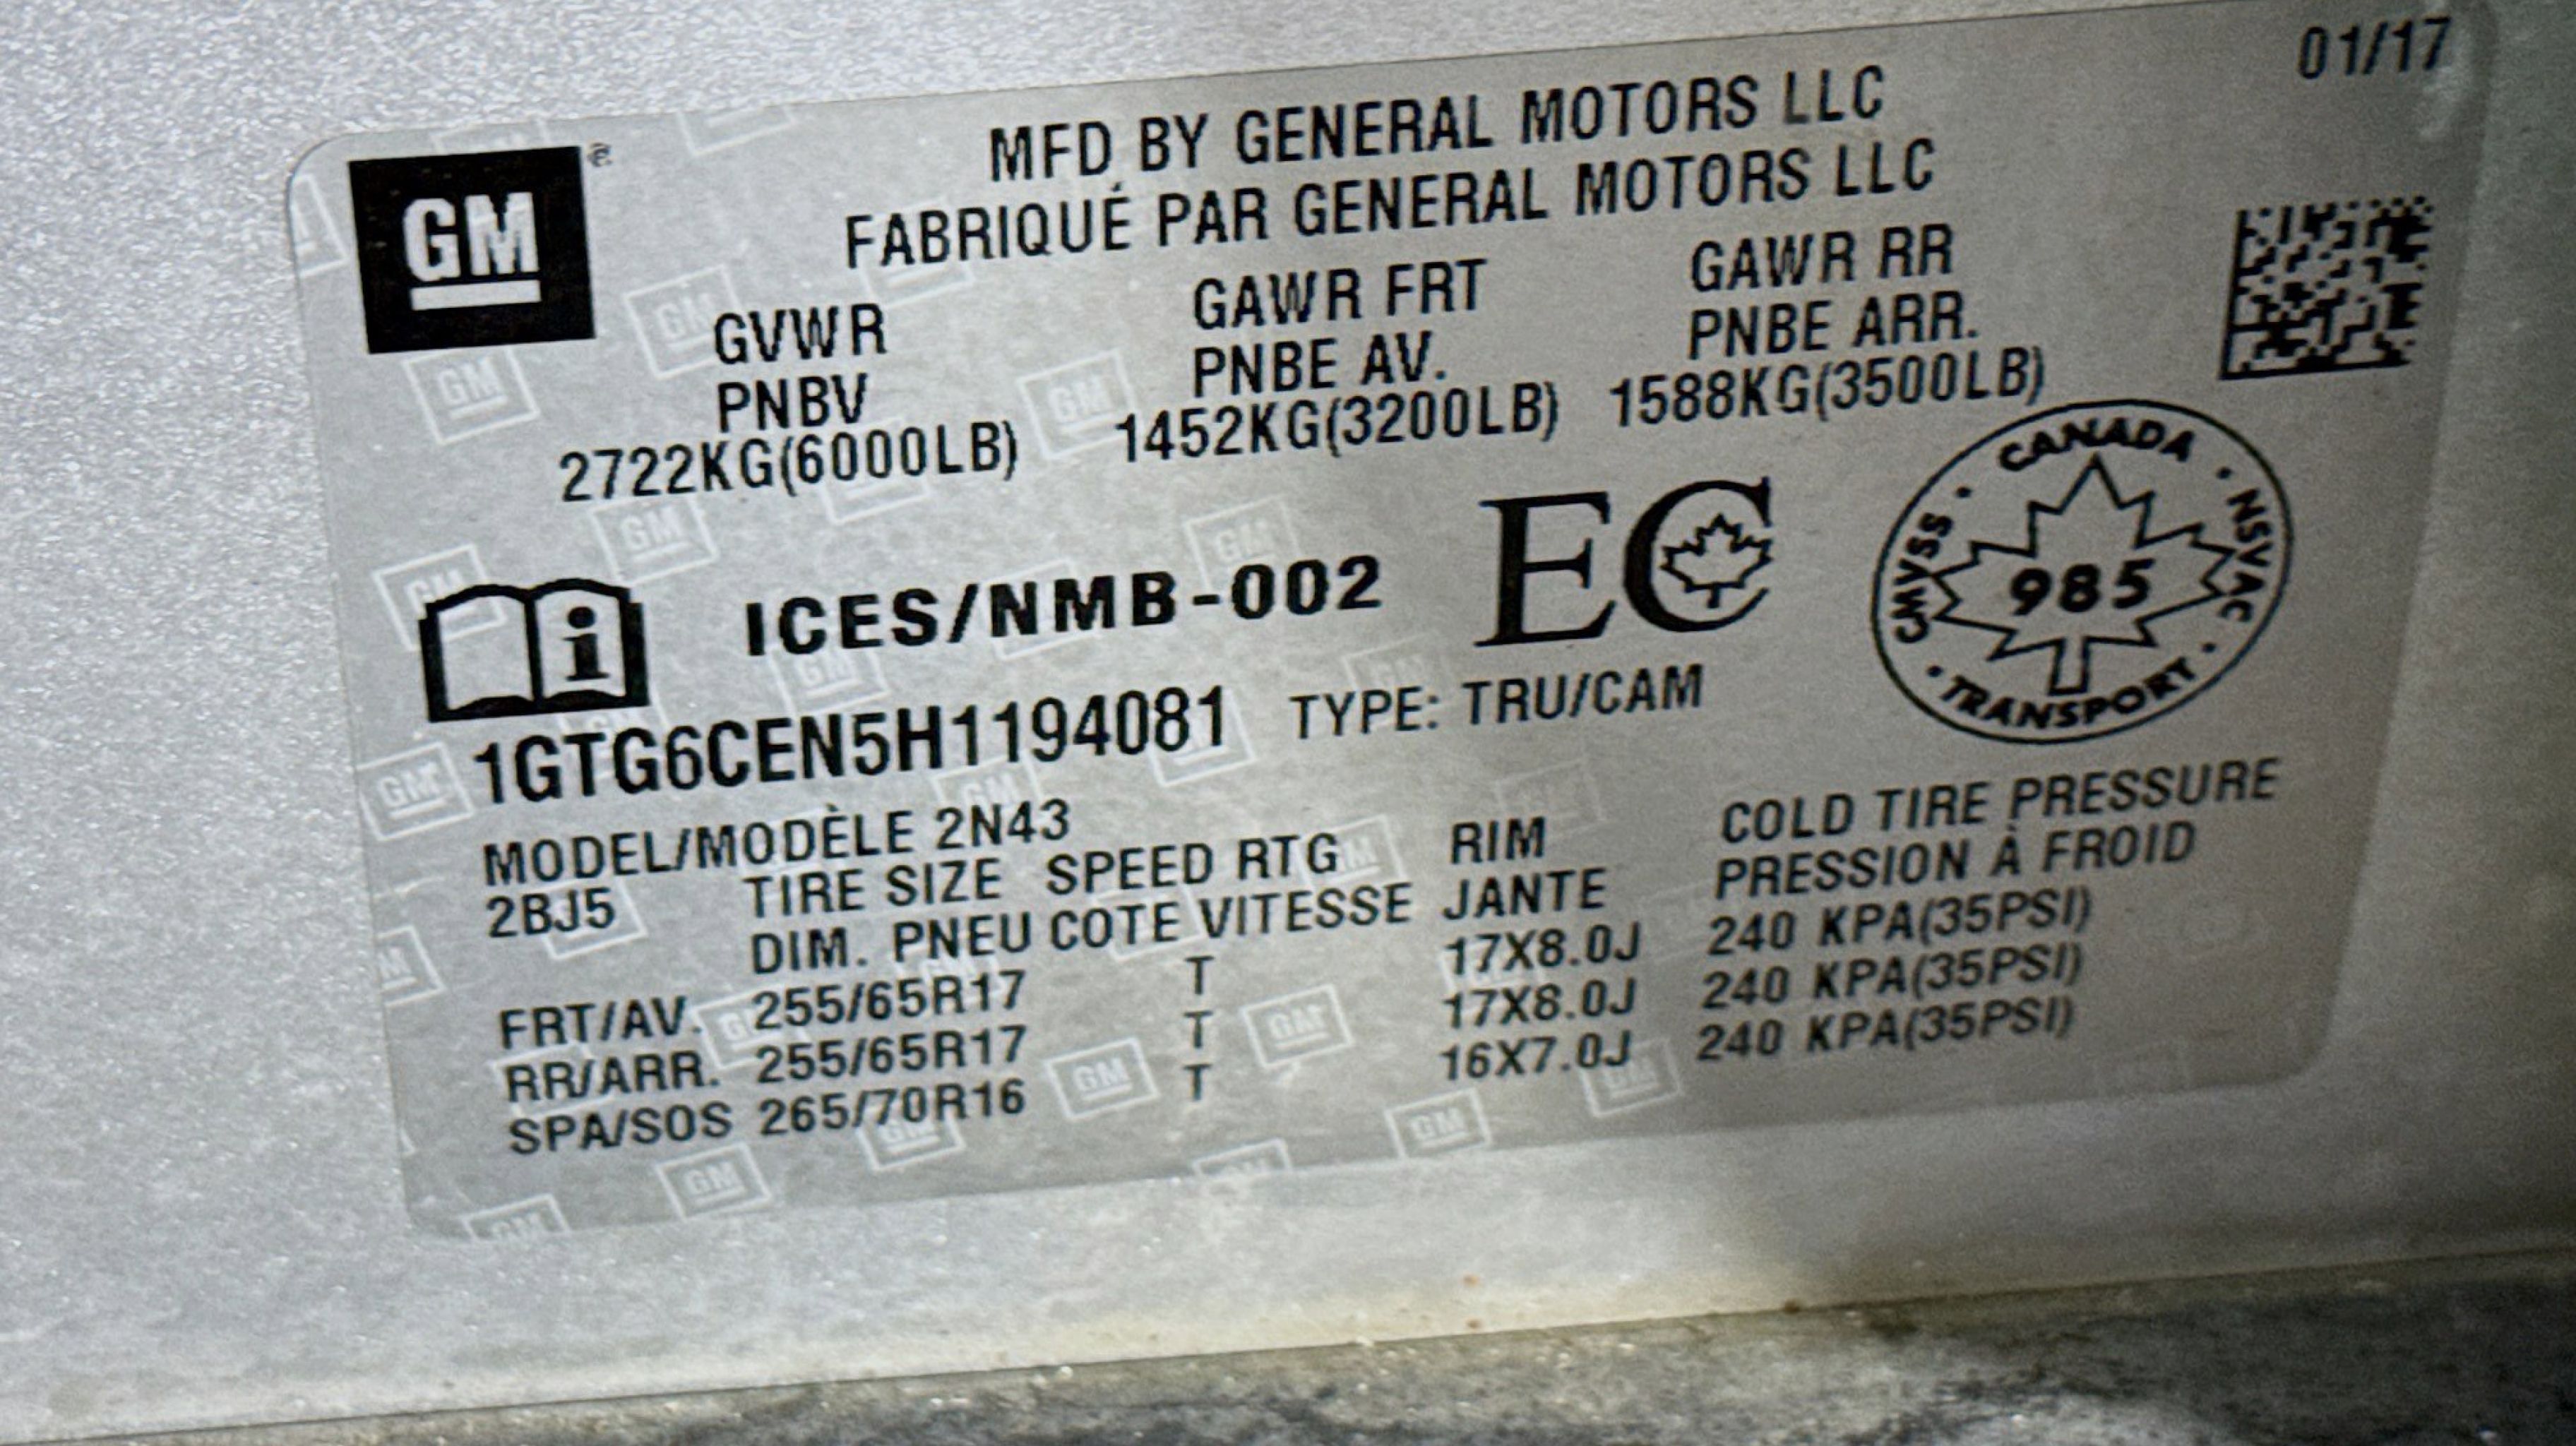 01/17
GM
MFD BY GENERAL MOTORS LLC
FABRIQUÉ PAR GENERAL MOTORS LLC
GVWR GAWR FRT GAWR RR
PNBV PNBE AV. PNBE ARR.
2722KG(6000LB) 1452KG(3200LB) 1588KG(3500LB)
ICES/NMB-002 EC
CANADA · NSVAC · TRANSPORT · CMVSS ·
985
1GTG6CEN5H1194081 TYPE: TRU/CAM
MODEL/MODÈLE 2N43
2BJ5 TIRE SIZE SPEED RTG RIM COLD TIRE PRESSURE
DIM. PNEU COTE VITESSE JANTE PRESSION À FROID
FRT/AV. 255/65R17 T 17X8.0J 240 KPA(35PSI)
RR/ARR. 255/65R17 T 17X8.0J 240 KPA(35PSI)
SPA/SOS 265/70R16 T 16X7.0J 240 KPA(35PSI)